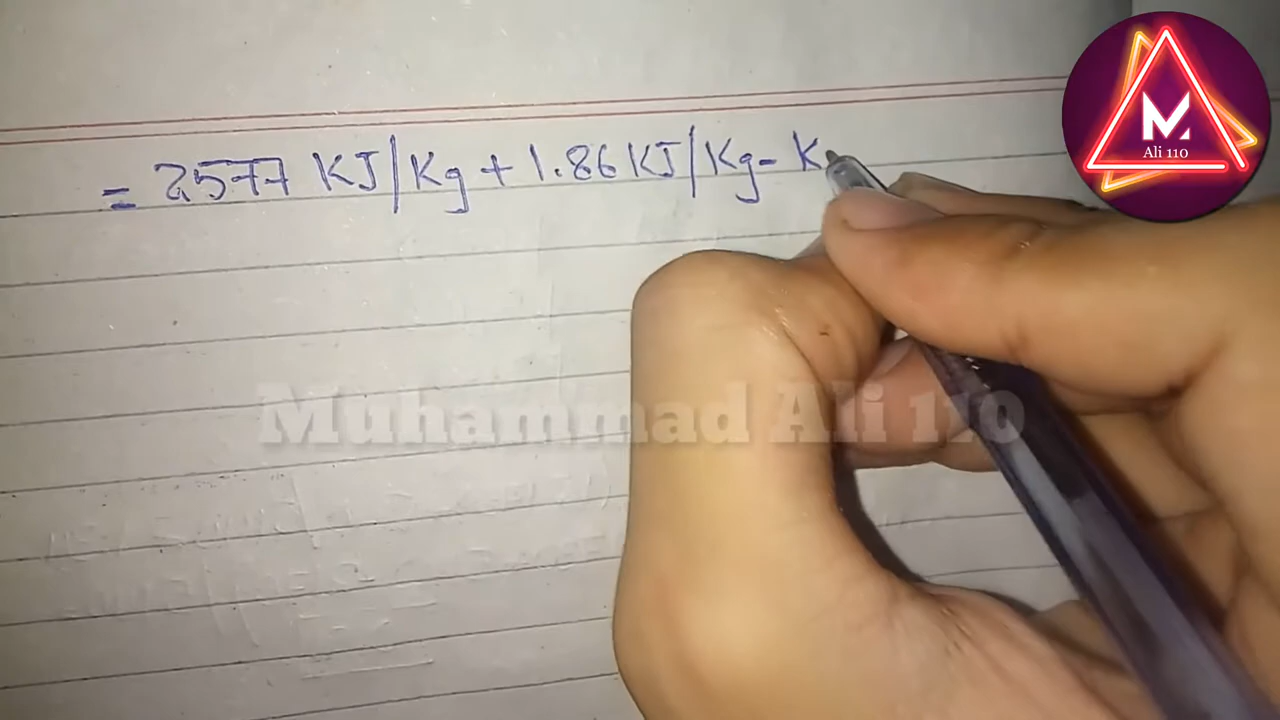 = 2577 KJ/Kg + 1.86 KJ/Kg-K
M
Ali 110
Muhammad Ali 110